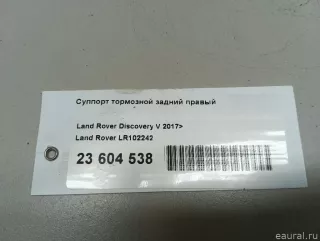 Суппорт тормозной задний правый
Land Rover Discovery V 2017>
Land Rover LR102242
23 604 538
eaural.ru/